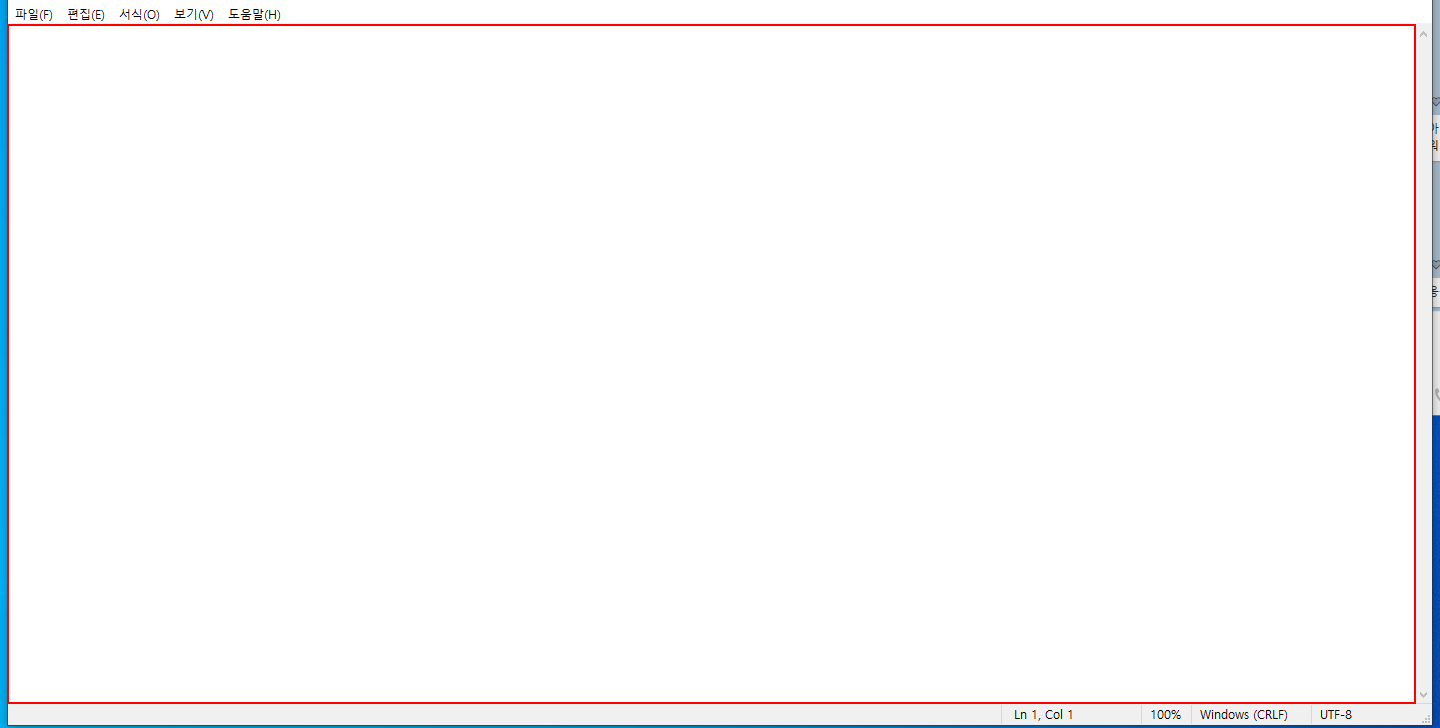 파일(F) 편집(E) 서식(O) 보기(V) 도움말(H)
Ln 1, Col 1 100% Windows (CRLF) UTF-8